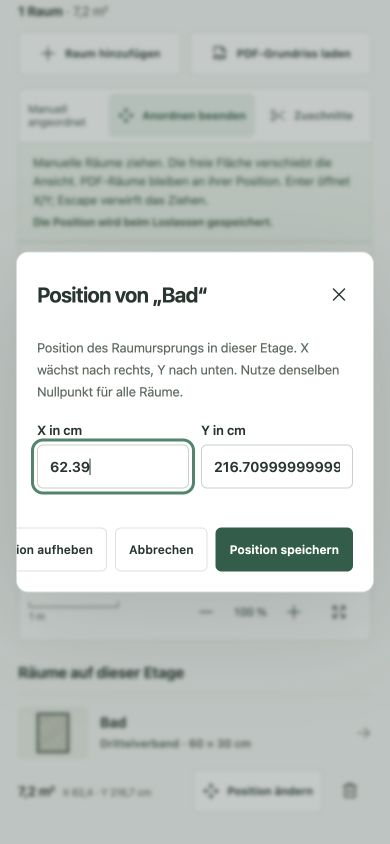 1 Raum · 7,2 m²
Raum hinzufügen
PDF-Grundriss laden
Manuell
angeordnet
Anordnen beenden
Zuschnitte
Manuelle Räume ziehen. Die freie Fläche verschiebt die
Ansicht. PDF-Räume bleiben an ihrer Position. Enter öffnet
X/Y; Escape verwirft das Ziehen.
Die Position wird beim Loslassen gespeichert.
Position von „Bad“
Position des Raumursprungs in dieser Etage. X
wächst nach rechts, Y nach unten. Nutze denselben
Nullpunkt für alle Räume.
X in cm
Y in cm
62.39
216.70999999999
ion aufheben
Abbrechen
Position speichern
1 m
100 %
Räume auf dieser Etage
Bad
Drittelverband · 60 × 30 cm
7,2 m²
X 62,4 · Y 216,7 cm
Position ändern